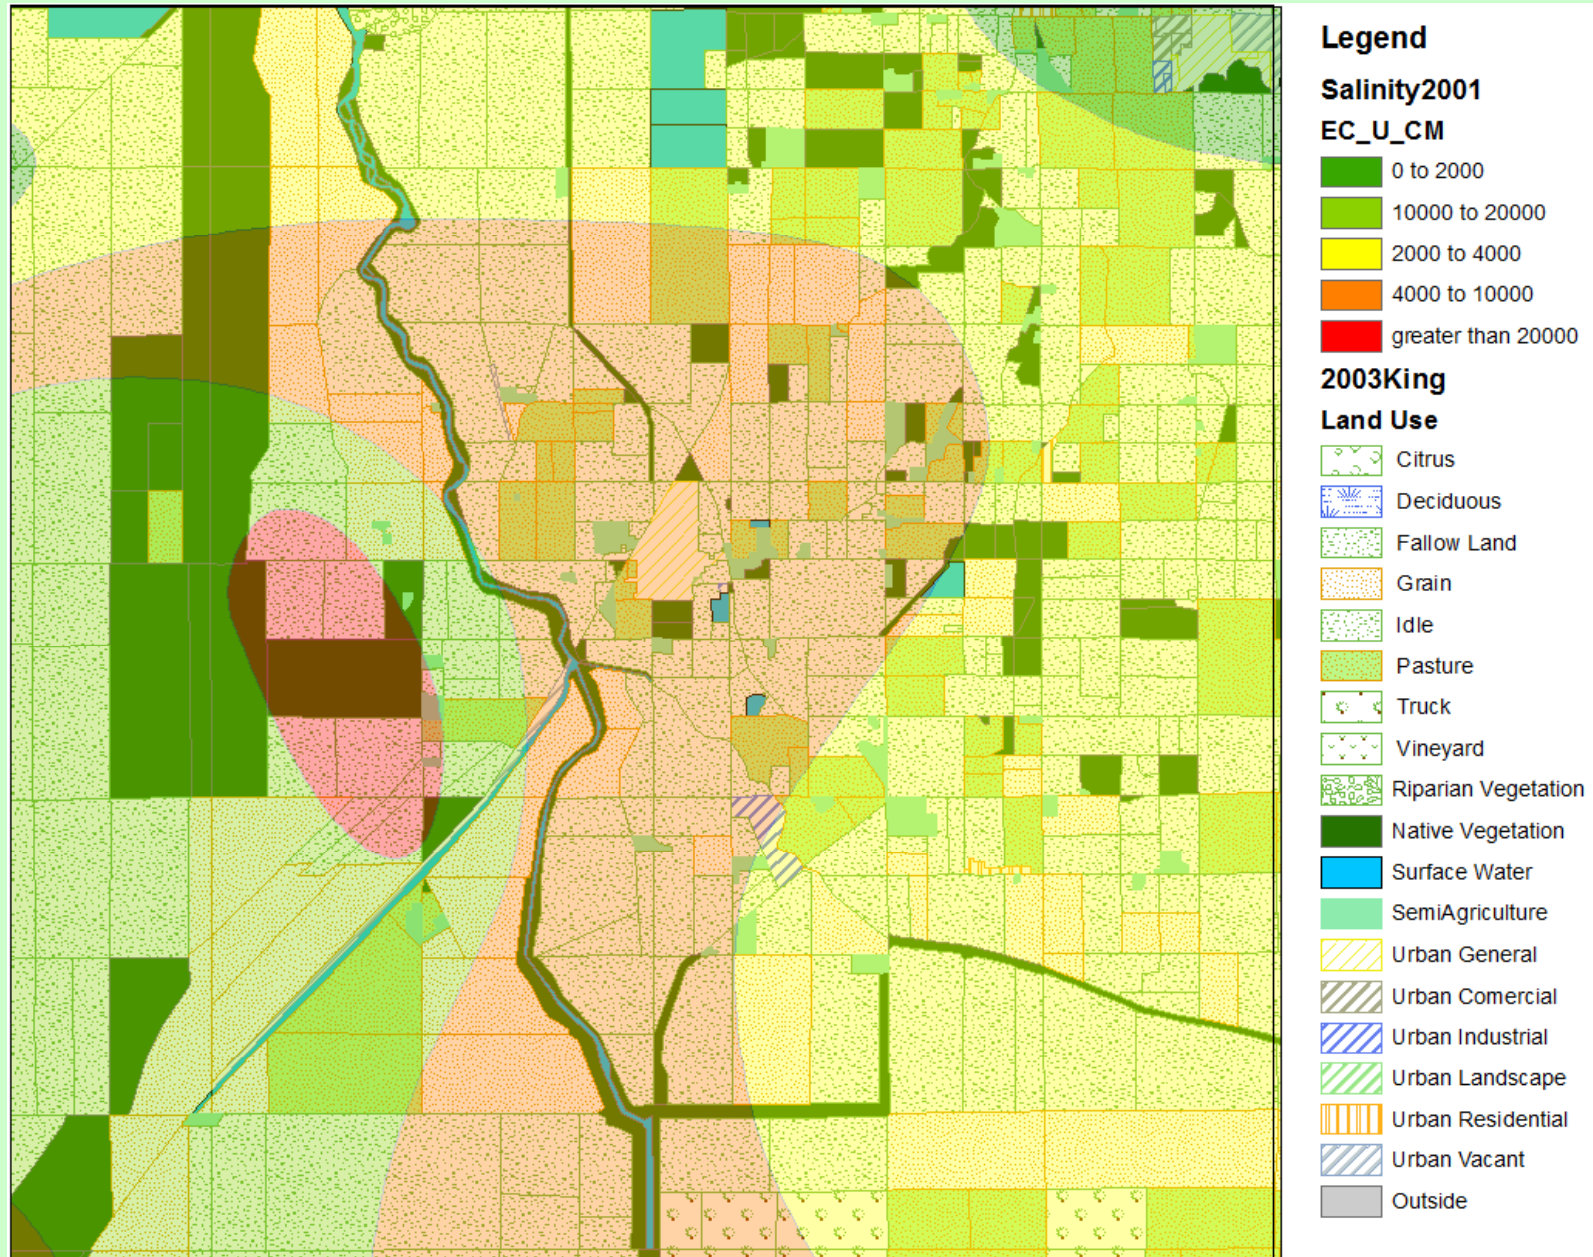 Legend
Salinity2001
EC_U_CM
0 to 2000
10000 to 20000
2000 to 4000
4000 to 10000
greater than 20000
2003King
Land Use
Citrus
Deciduous
Fallow Land
Grain
Idle
Pasture
Truck
Vineyard
Riparian Vegetation
Native Vegetation
Surface Water
SemiAgriculture
Urban General
Urban Comercial
Urban Industrial
Urban Landscape
Urban Residential
Urban Vacant
Outside